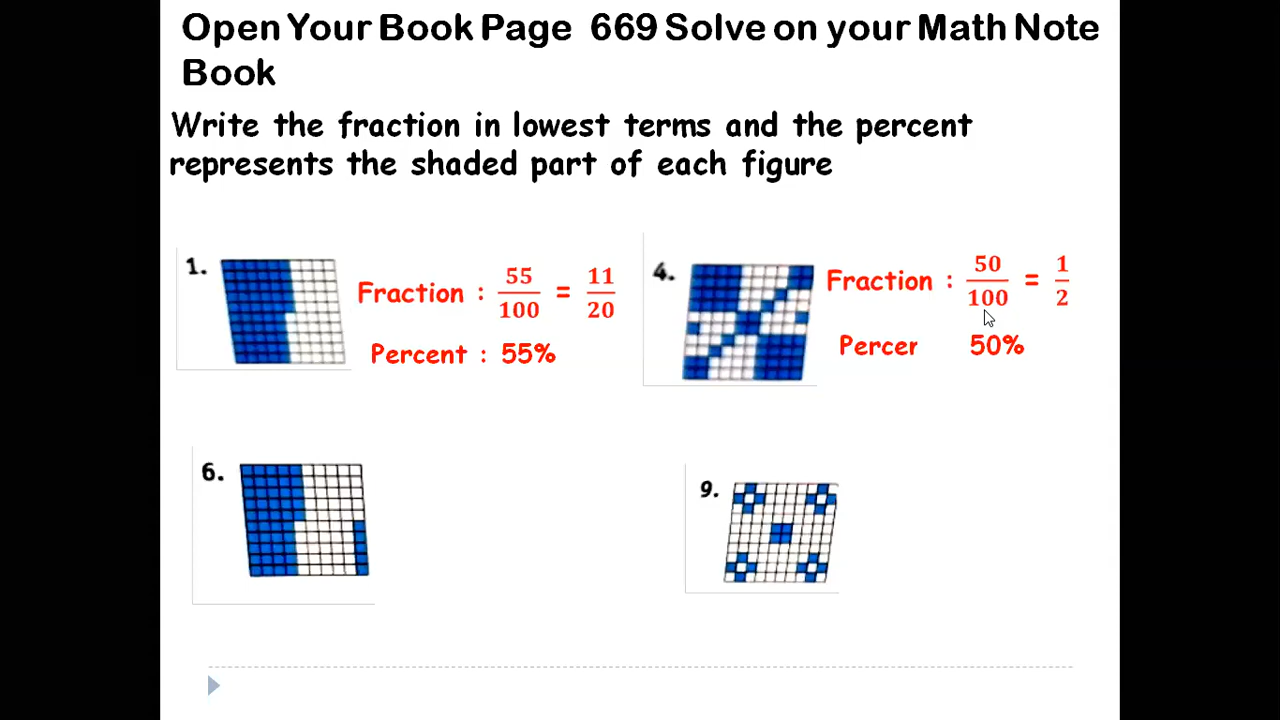 Open Your Book Page 669 Solve on your Math Note
Book
Write the fraction in lowest terms and the percent
represents the shaded part of each figure
1.
Fraction : 55/100 = 11/20
Percent : 55%
4.
Fraction : 50/100 = 1/2
Percer 50%
6.
9.